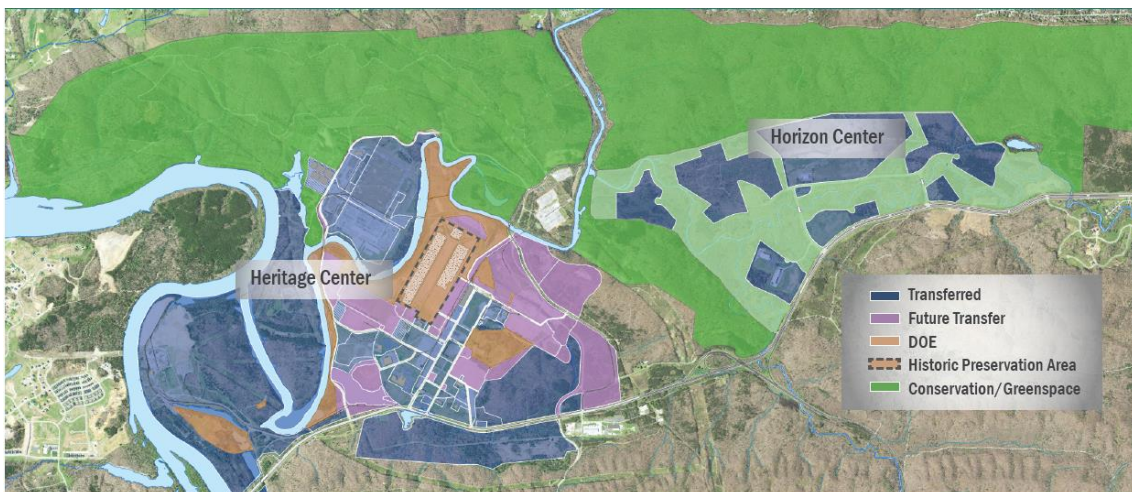 Horizon Center
Heritage Center
Transferred
Future Transfer
DOE
Historic Preservation Area
Conservation/Greenspace